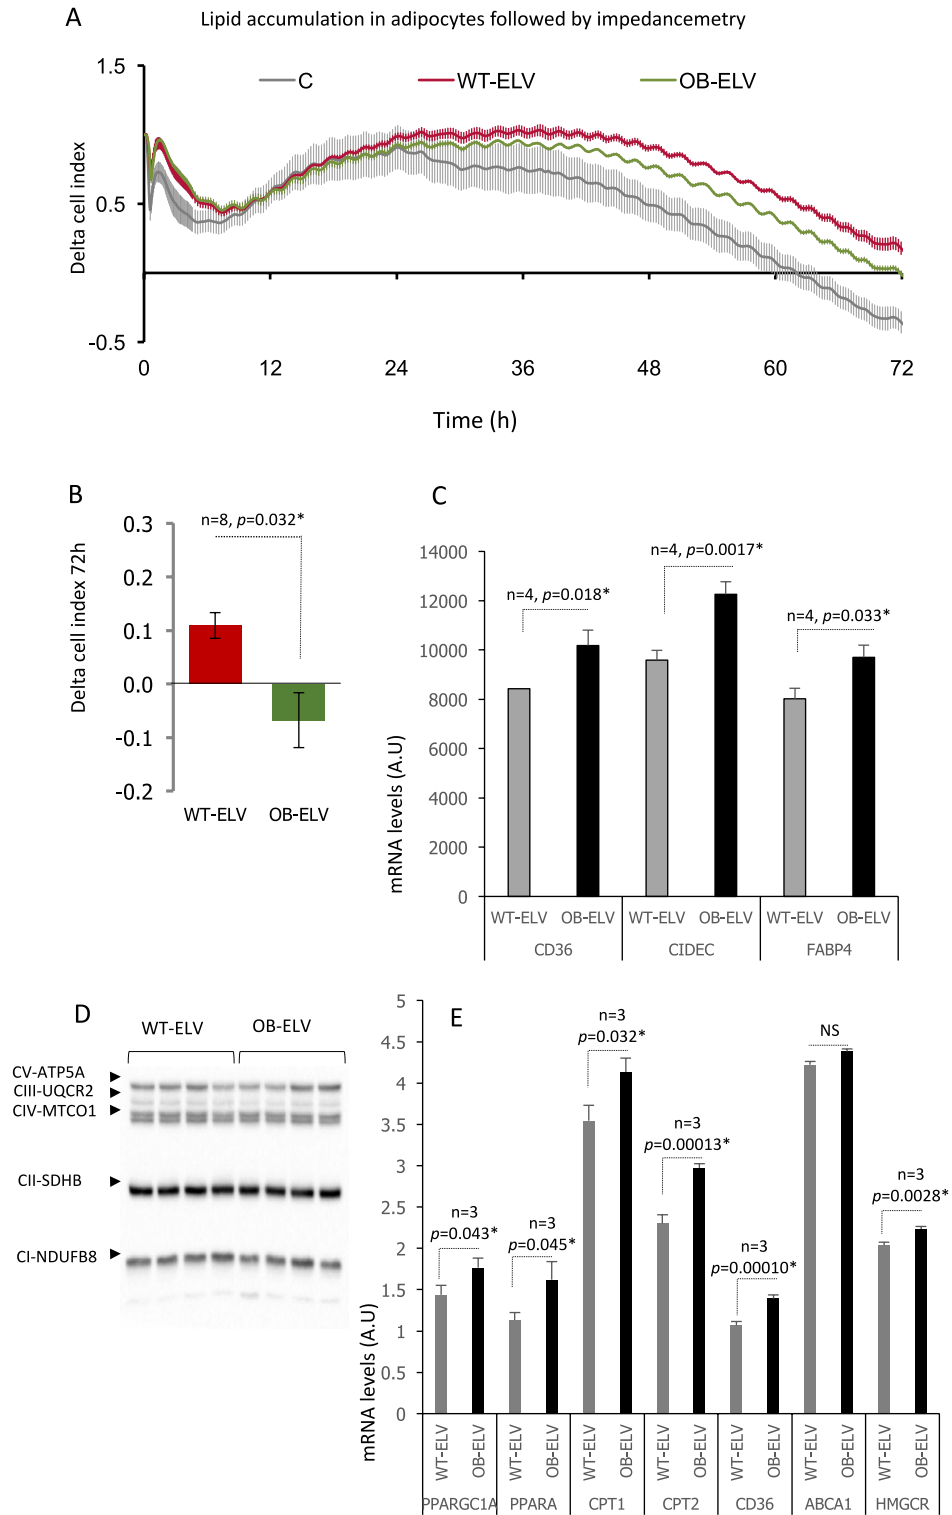 A
Lipid accumulation in adipocytes followed by impedancemetry
C
WT-ELV
OB-ELV
Delta cell index
1.5
0.5
-0.5
0
12
24
36
48
60
72
Time (h)
B
n=8, p=0.032*
Delta cell index 72h
0.3
0.2
0.1
0.0
-0.1
-0.2
WT-ELV
OB-ELV
C
mRNA levels (A.U)
14000
12000
10000
8000
6000
4000
2000
0
n=4, p=0.018*
n=4, p=0.0017*
n=4, p=0.033*
WT-ELV
OB-ELV
WT-ELV
OB-ELV
WT-ELV
OB-ELV
CD36
CIDEC
FABP4
D
WT-ELV
OB-ELV
CV-ATP5A
CIII-UQCR2
CIV-MTCO1
CII-SDHB
CI-NDUFB8
E
mRNA levels (A.U)
5
4.5
4
3.5
3
2.5
2
1.5
1
0.5
0
n=3
p=0.043*
n=3
p=0.045*
n=3
p=0.032*
n=3
p=0.00013*
n=3
p=0.00010*
NS
n=3
p=0.0028*
WT-ELV
OB-ELV
WT-ELV
OB-ELV
WT-ELV
OB-ELV
WT-ELV
OB-ELV
WT-ELV
OB-ELV
WT-ELV
OB-ELV
WT-ELV
OB-ELV
PPARGC1A
PPARA
CPT1
CPT2
CD36
ABCA1
HMGCR